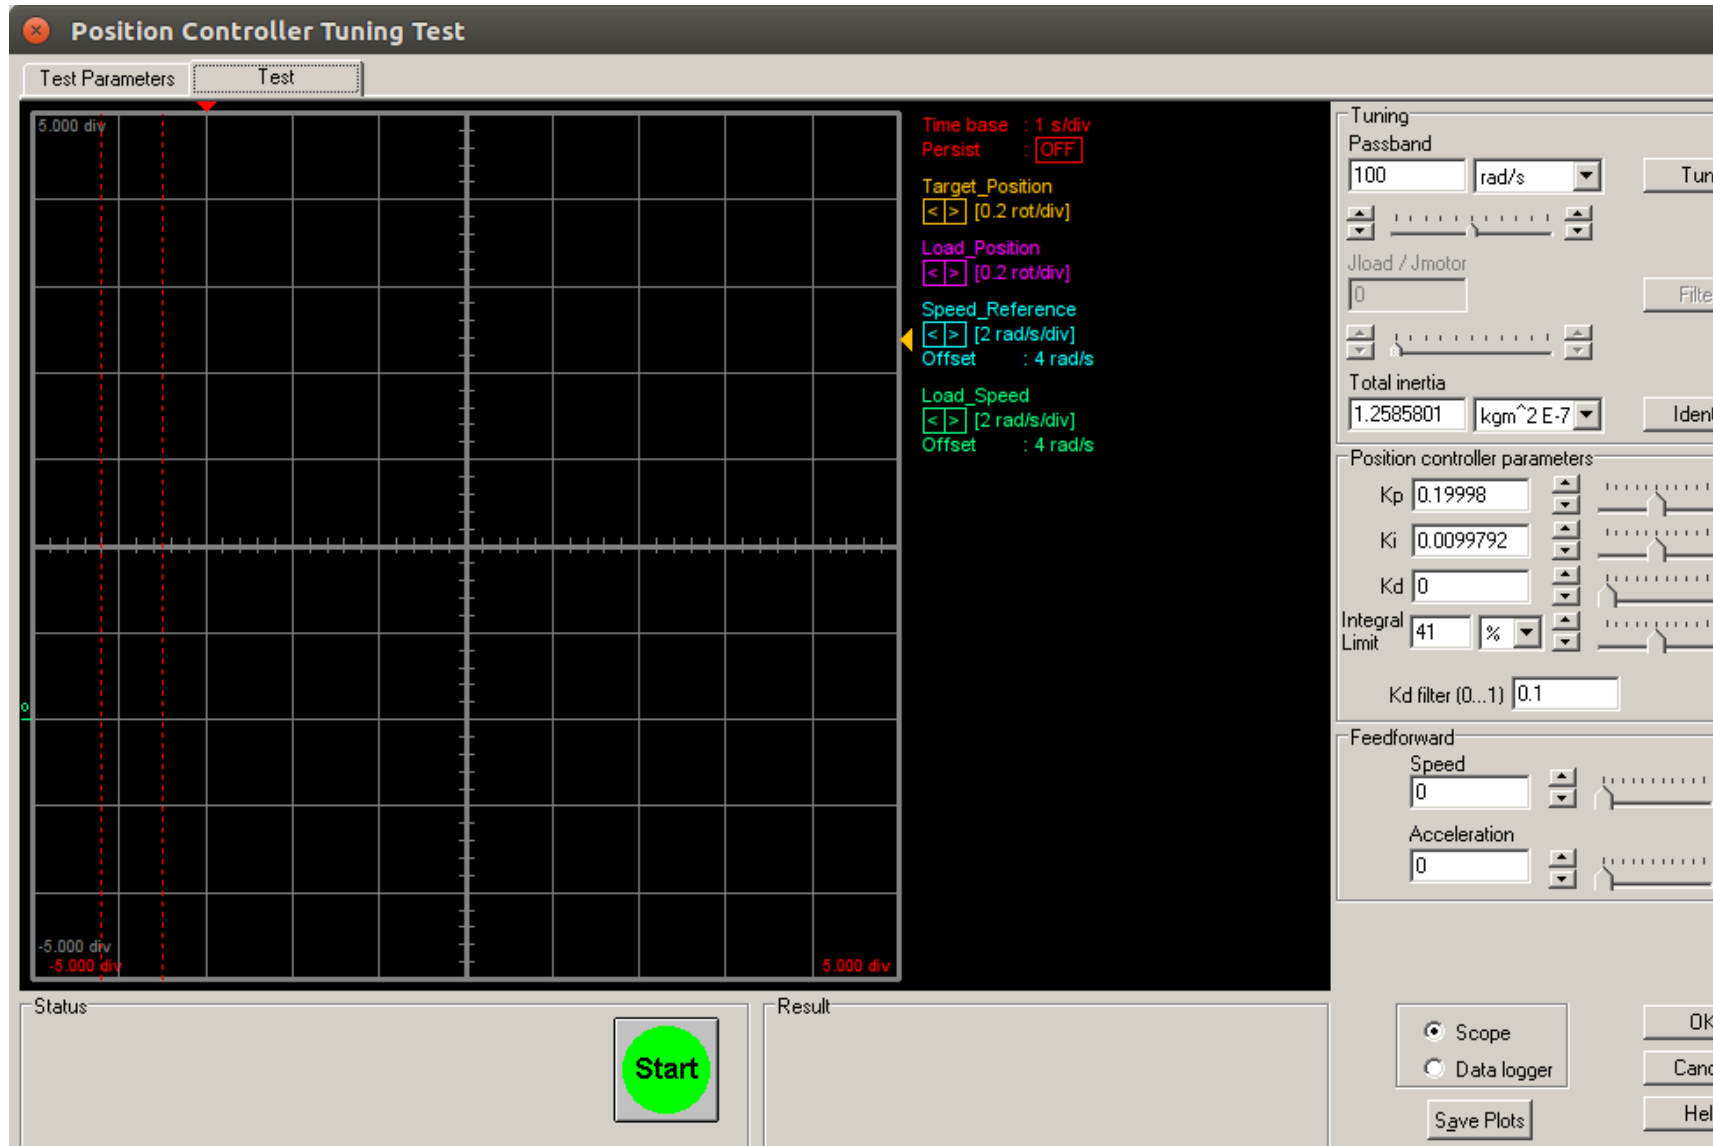 Position Controller Tuning Test
Test Parameters
Test
5.000 div
-5.000 div
-5.000 div
5.000 div
Time base : 1 s/div
Persist : OFF
Target_Position
< > [0.2 rot/div]
Load_Position
< > [0.2 rot/div]
Speed_Reference
< > [2 rad/s/div]
Offset : 4 rad/s
Load_Speed
< > [2 rad/s/div]
Offset : 4 rad/s
Tuning
Passband
100 rad/s Tun
Jload / Jmotor
0 Filte
Total inertia
1.2585801 kgm^2 E-7 Ident
Position controller parameters
Kp 0.19998
Ki 0.0099792
Kd 0
Integral
Limit 41 %
Kd filter (0...1) 0.1
Feedforward
Speed
0
Acceleration
0
Status
Start
Result
Scope
Data logger
Save Plots
OK
Canc
Hel